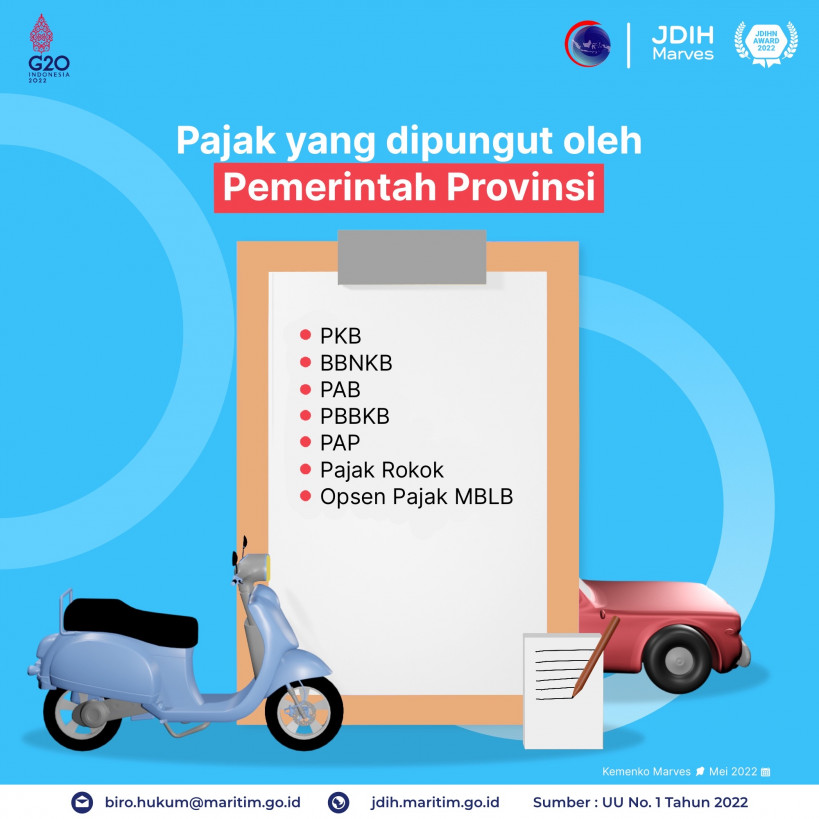 G20
INDONESIA
2022
JDIH
Marves
JDIHN
AWARD
2022
Pajak yang dipungut oleh
Pemerintah Provinsi
PKB
BBNKB
PAB
PBBKB
PAP
Pajak Rokok
Opsen Pajak MBLB
Kemenko Marves Mei 2022
biro.hukum@maritim.go.id jdih.maritim.go.id Sumber : UU No. 1 Tahun 2022